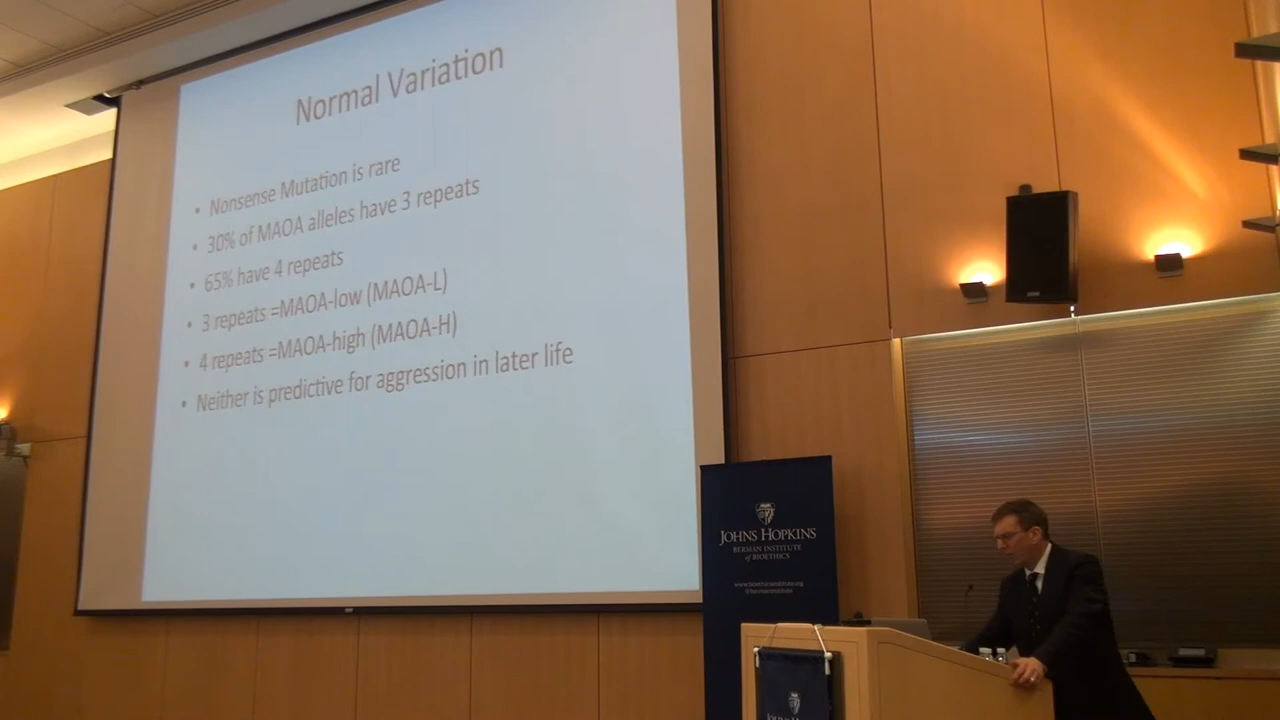 Normal Variation
• Nonsense Mutation is rare
• 30% of MAOA alleles have 3 repeats
• 65% have 4 repeats
• 3 repeats =MAOA-low (MAOA-L)
• 4 repeats =MAOA-high (MAOA-H)
• Neither is predictive for aggression in later life
JOHNS HOPKINS
BERMAN INSTITUTE
of BIOETHICS